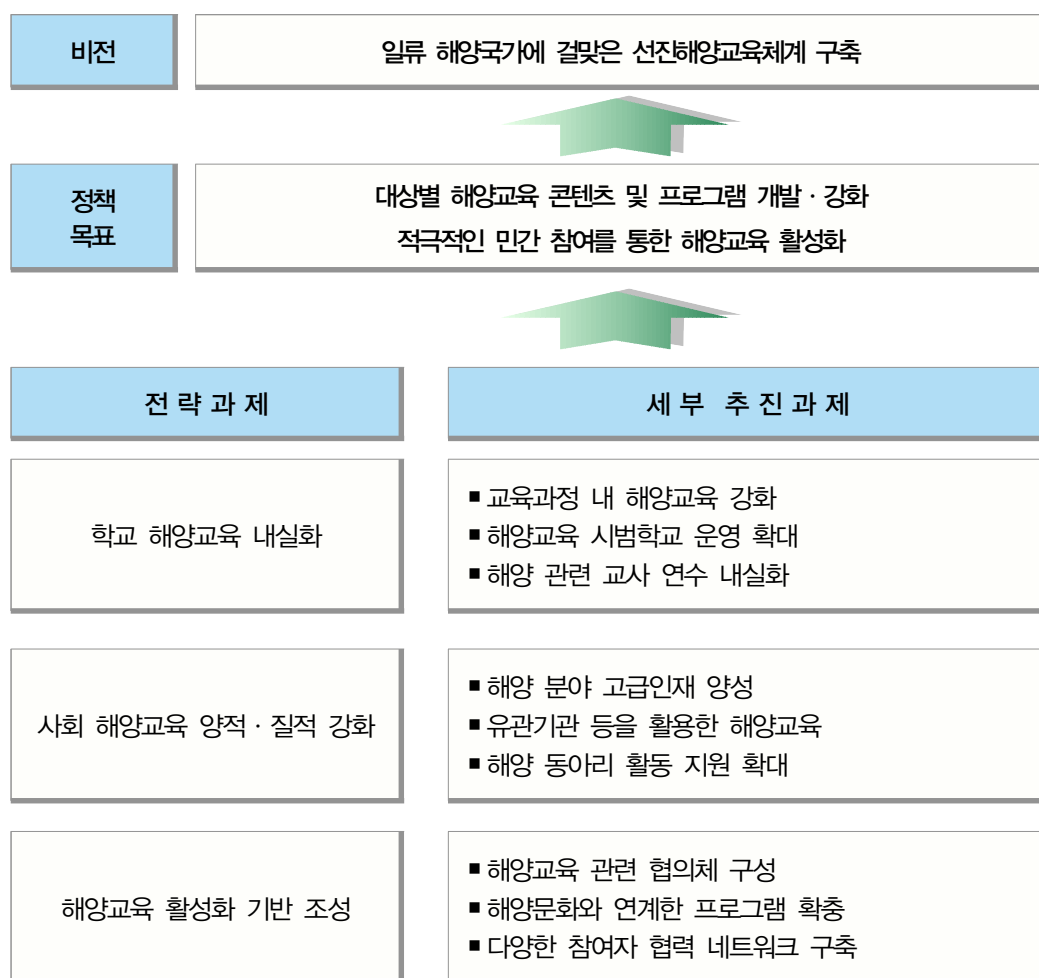 비전
일류 해양국가에 걸맞은 선진해양교육체계 구축
정책
목표
대상별 해양교육 콘텐츠 및 프로그램 개발 · 강화
적극적인 민간 참여를 통한 해양교육 활성화
전 략 과 제
세 부 추 진 과 제
학교 해양교육 내실화
■ 교육과정 내 해양교육 강화
■ 해양교육 시범학교 운영 확대
■ 해양 관련 교사 연수 내실화
사회 해양교육 양적 · 질적 강화
■ 해양 분야 고급인재 양성
■ 유관기관 등을 활용한 해양교육
■ 해양 동아리 활동 지원 확대
해양교육 활성화 기반 조성
■ 해양교육 관련 협의체 구성
■ 해양문화와 연계한 프로그램 확충
■ 다양한 참여자 협력 네트워크 구축